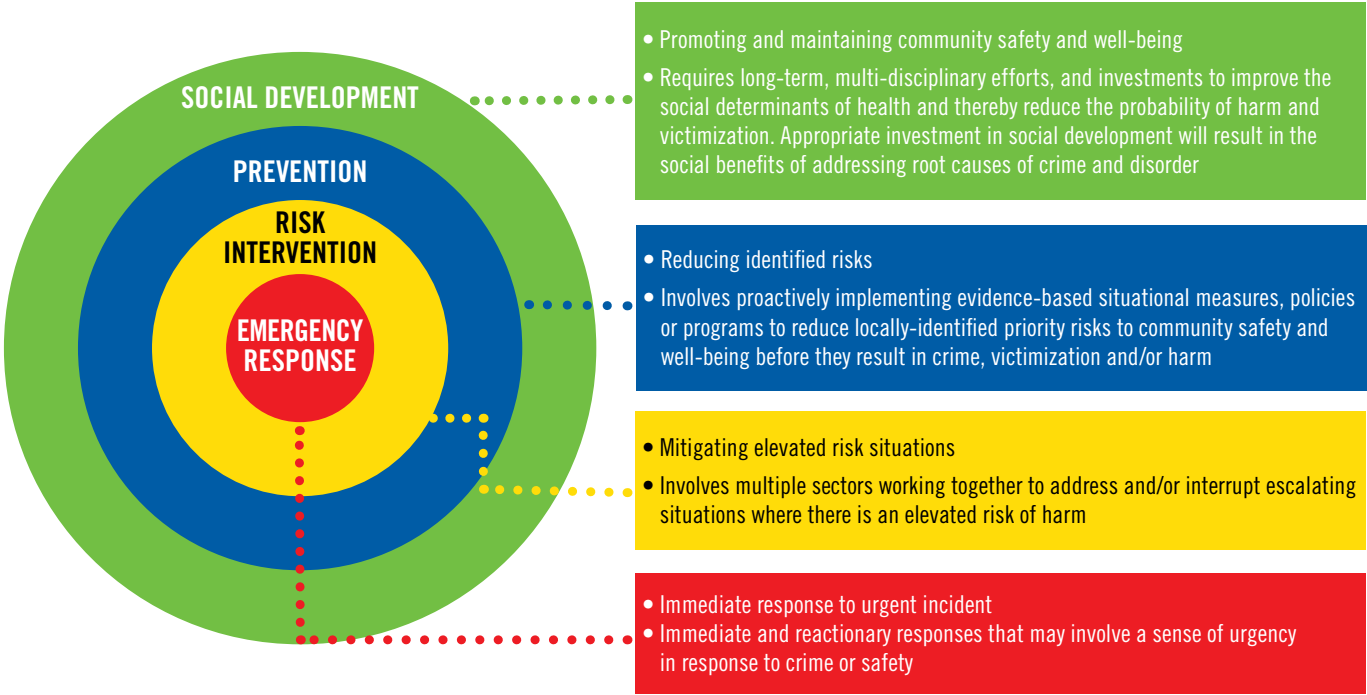 SOCIAL DEVELOPMENT
PREVENTION
RISK
INTERVENTION
EMERGENCY
RESPONSE
• Promoting and maintaining community safety and well-being
• Requires long-term, multi-disciplinary efforts, and investments to improve the
social determinants of health and thereby reduce the probability of harm and
victimization. Appropriate investment in social development will result in the
social benefits of addressing root causes of crime and disorder
• Reducing identified risks
• Involves proactively implementing evidence-based situational measures, policies
or programs to reduce locally-identified priority risks to community safety and
well-being before they result in crime, victimization and/or harm
• Mitigating elevated risk situations
• Involves multiple sectors working together to address and/or interrupt escalating
situations where there is an elevated risk of harm
• Immediate response to urgent incident
• Immediate and reactionary responses that may involve a sense of urgency
in response to crime or safety